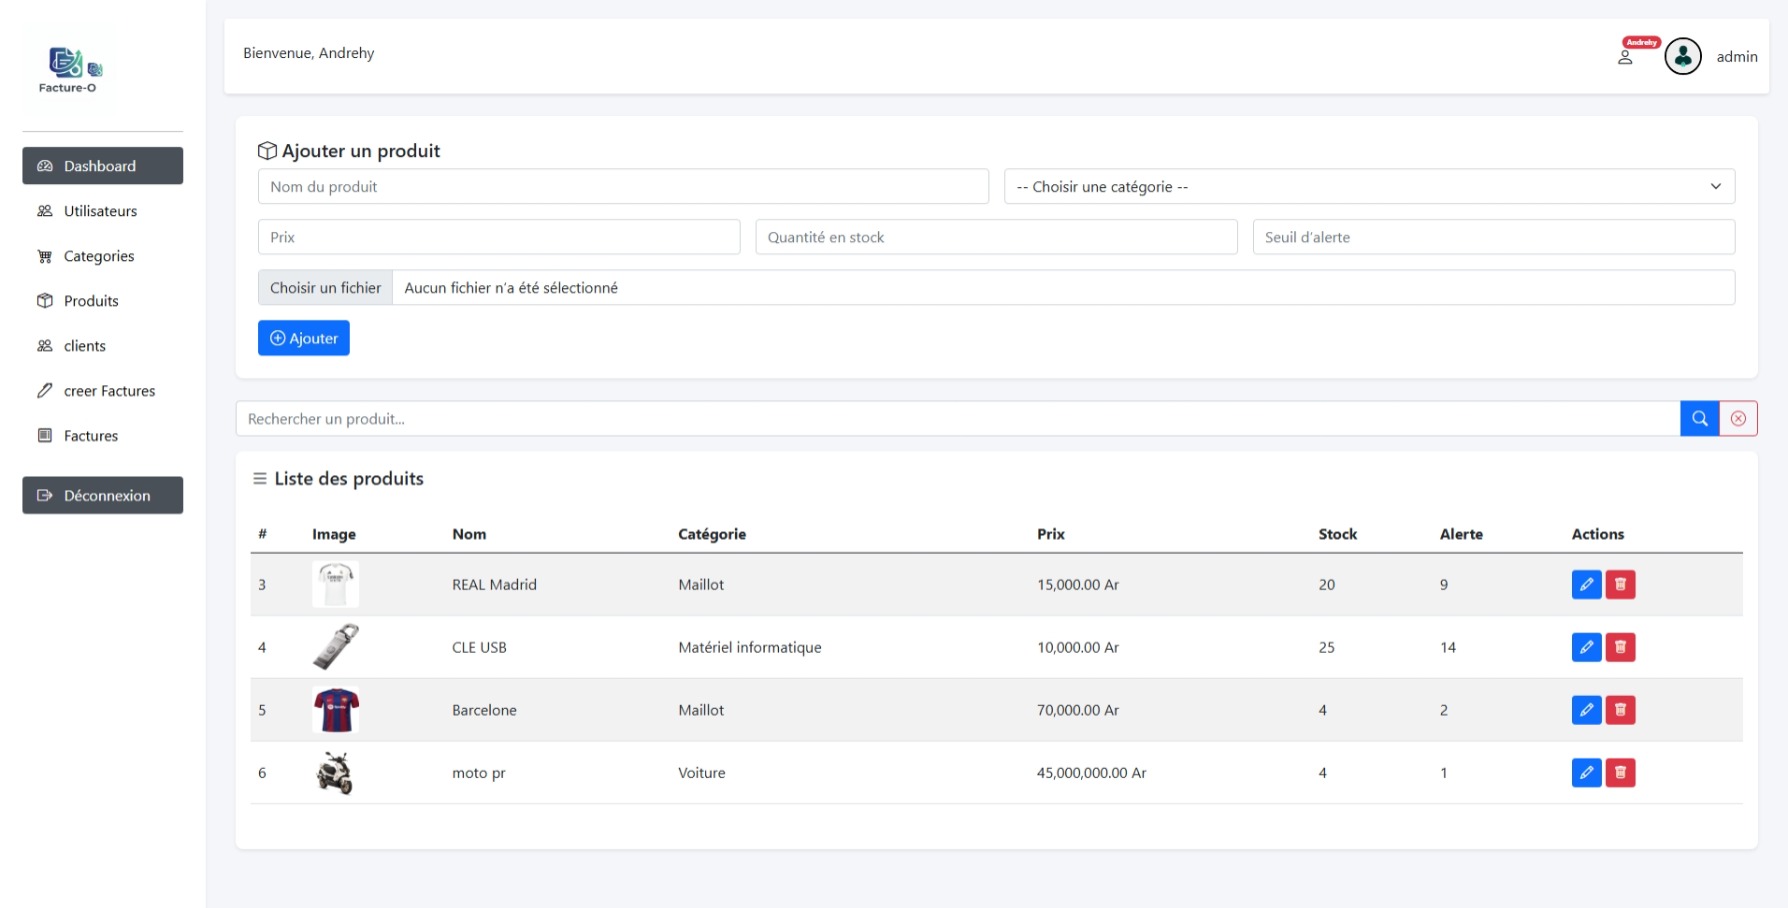 Facture-O
Dashboard
Utilisateurs
Categories
Produits
clients
creer Factures
Factures
Déconnexion
Bienvenue, Andrehy
Andrehy
admin
Ajouter un produit
Nom du produit
-- Choisir une catégorie --
Prix
Quantité en stock
Seuil d'alerte
Choisir un fichier Aucun fichier n'a été sélectionné
Ajouter
Rechercher un produit...
Liste des produits
# Image Nom Catégorie Prix Stock Alerte Actions
3 REAL Madrid Maillot 15,000.00 Ar 20 9
4 CLE USB Matériel informatique 10,000.00 Ar 25 14
5 Barcelone Maillot 70,000.00 Ar 4 2
6 moto pr Voiture 45,000,000.00 Ar 4 1